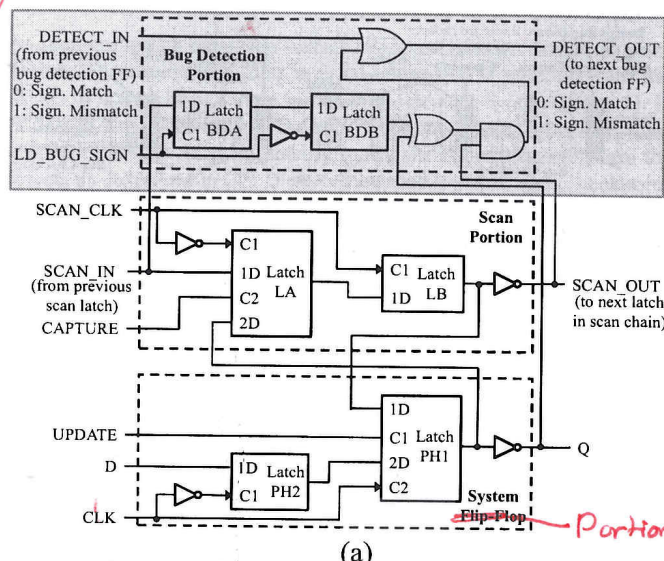 DETECT_IN
(from previous
bug detection FF)
0: Sign. Match
1: Sign. Mismatch
LD_BUG_SIGN
Bug Detection
Portion
1D Latch
BDA
C1
1D Latch
BDB
C1
DETECT_OUT
(to next bug
detection FF)
0: Sign. Match
1: Sign. Mismatch
SCAN_CLK
SCAN_IN
(from previous
scan latch)
CAPTURE
C1
1D Latch
LA
C2
2D
C1 Latch
LB
1D
Scan
Portion
SCAN_OUT
(to next latch
in scan chain)
UPDATE
D
CLK
1D Latch
PH2
C1
1D
C1 Latch
PH1
2D
C2
Q
System
Flip-Flop
Portion
(a)